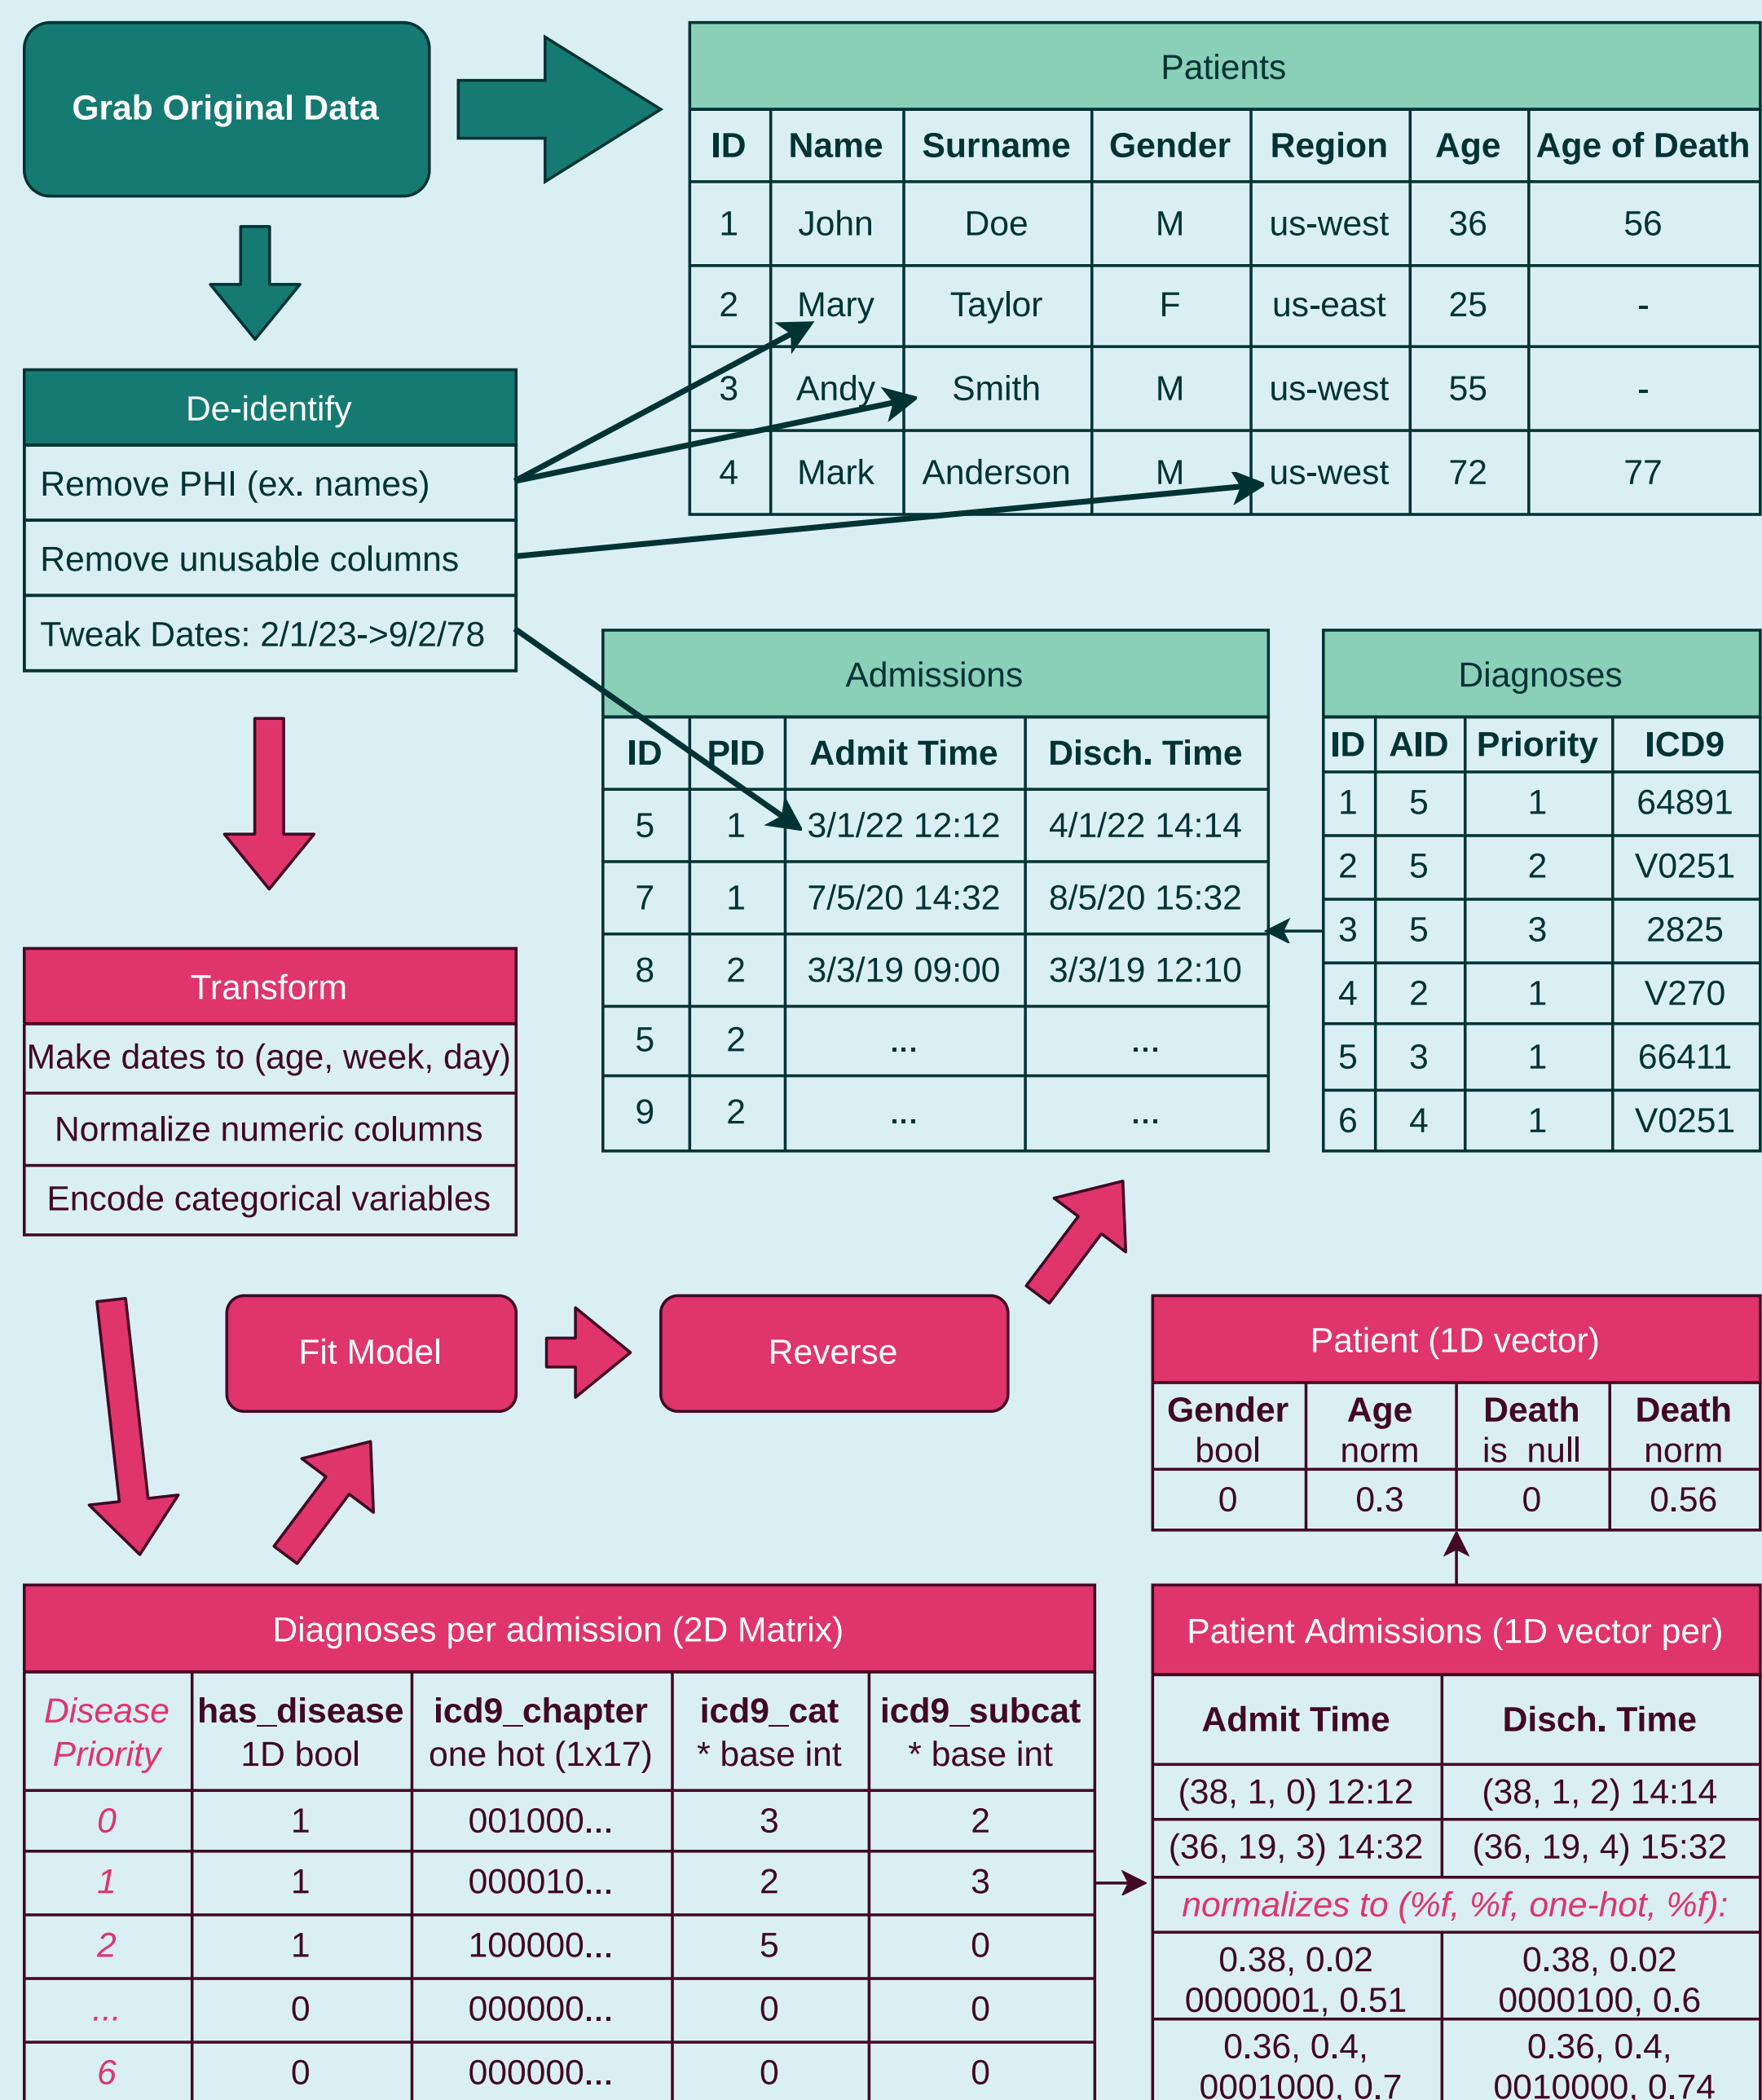 Grab Original Data
Patients
ID Name Surname Gender Region Age Age of Death
1 John Doe M us-west 36 56
2 Mary Taylor F us-east 25 -
3 Andy Smith M us-west 55 -
4 Mark Anderson M us-west 72 77
De-identify
Remove PHI (ex. names)
Remove unusable columns
Tweak Dates: 2/1/23->9/2/78
Admissions
ID PID Admit Time Disch. Time
5 1 3/1/22 12:12 4/1/22 14:14
7 1 7/5/20 14:32 8/5/20 15:32
8 2 3/3/19 09:00 3/3/19 12:10
5 2 ... ...
9 2 ... ...
Diagnoses
ID AID Priority ICD9
1 5 1 64891
2 5 2 V0251
3 5 3 2825
4 2 1 V270
5 3 1 66411
6 4 1 V0251
Transform
Make dates to (age, week, day)
Normalize numeric columns
Encode categorical variables
Fit Model
Reverse
Patient (1D vector)
Gender Age Death Death
bool norm is null norm
0 0.3 0 0.56
Diagnoses per admission (2D Matrix)
Disease has_disease icd9_chapter icd9_cat icd9_subcat
Priority 1D bool one hot (1x17) * base int * base int
0 1 001000... 3 2
1 1 000010... 2 3
2 1 100000... 5 0
... 0 000000... 0 0
6 0 000000... 0 0
Patient Admissions (1D vector per)
Admit Time Disch. Time
(38, 1, 0) 12:12 (38, 1, 2) 14:14
(36, 19, 3) 14:32 (36, 19, 4) 15:32
normalizes to (%f, %f, one-hot, %f):
0.38, 0.02 0.38, 0.02
0000001, 0.51 0000100, 0.6
0.36, 0.4, 0.36, 0.4,
0001000, 0.7 0010000, 0.74